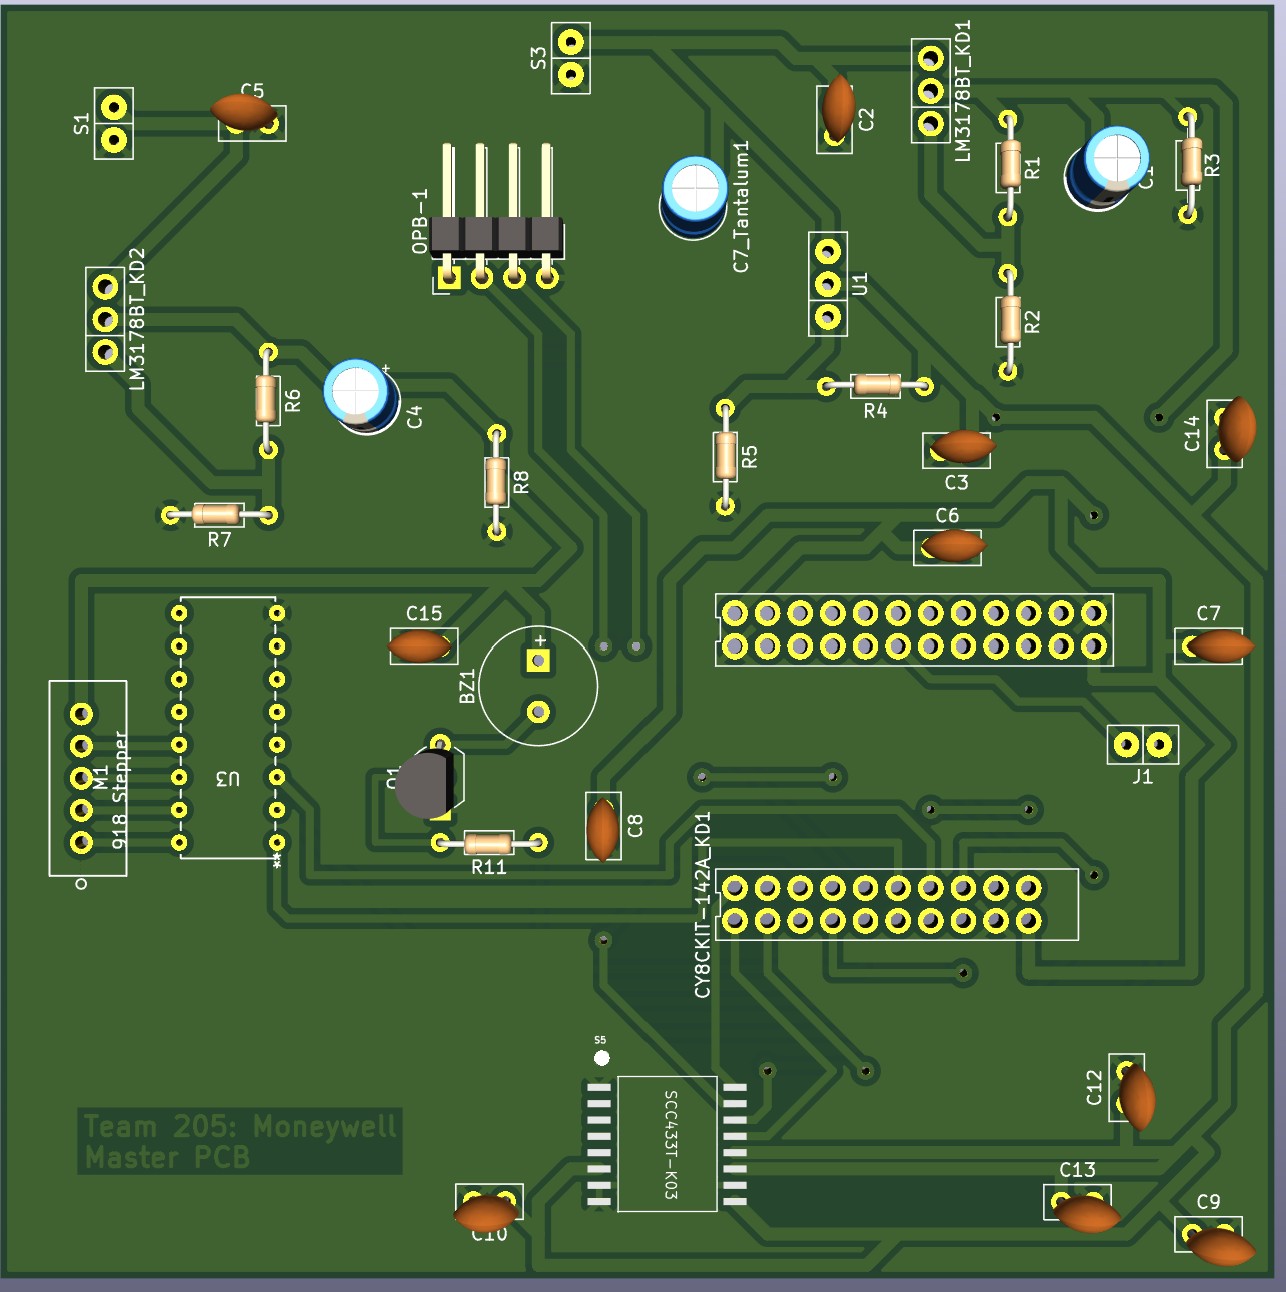 S3
LM3178BT_KD1
C5
S1
C2
R1
C1
R3
C7_Tantalum1
OPB-1
LM3178BT_KD2
U1
R2
+
R6
C4
R4
R5
C14
R8
C3
R7
C6
C15
C7
+
BZ1
M1
918 Stepper
U3
Q1
J1
C8
R11
**
CY8CKIT-142A_KD1
S5
SCC433T-K03
C12
Team 205: Moneywell
Master PCB
C13
C9
C10